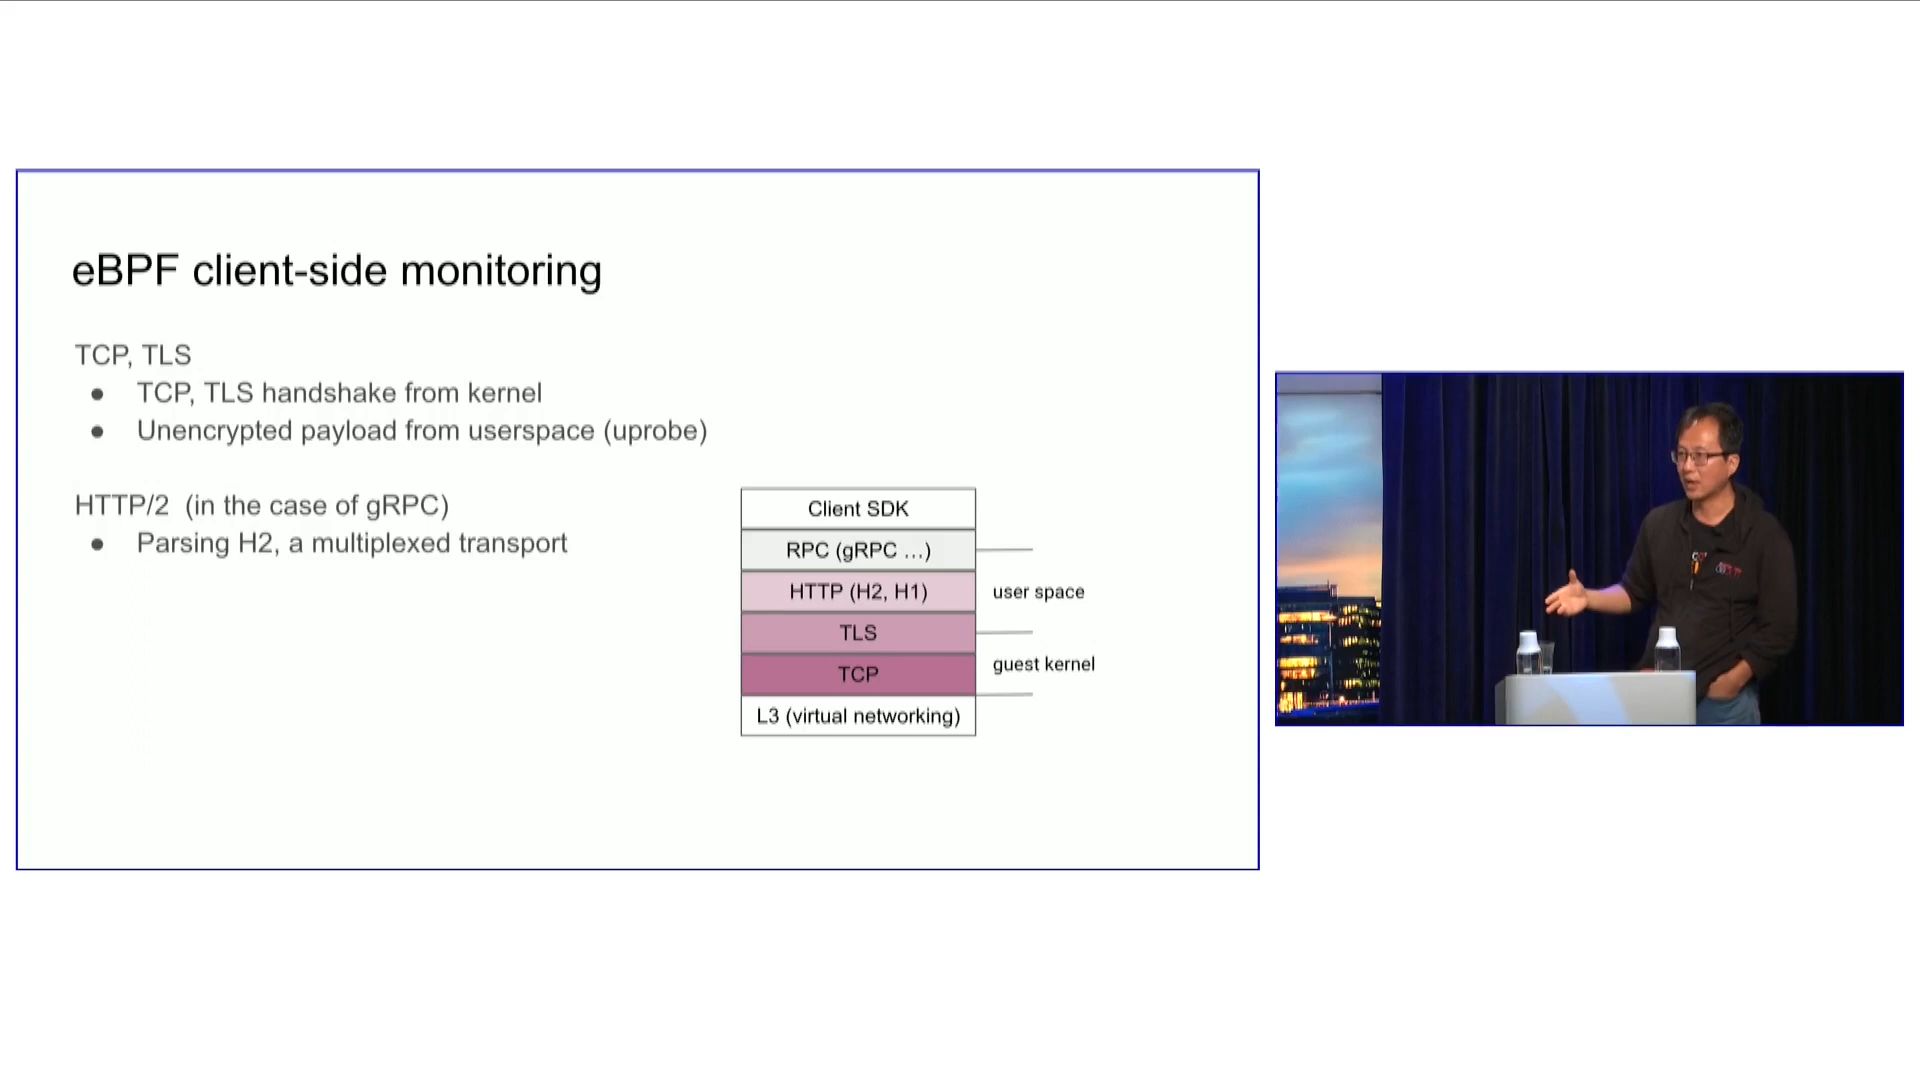 eBPF client-side monitoring
TCP, TLS
● TCP, TLS handshake from kernel
● Unencrypted payload from userspace (uprobe)
HTTP/2 (in the case of gRPC)
● Parsing H2, a multiplexed transport
Client SDK
RPC (gRPC ...)
HTTP (H2, H1)
user space
TLS
guest kernel
TCP
L3 (virtual networking)